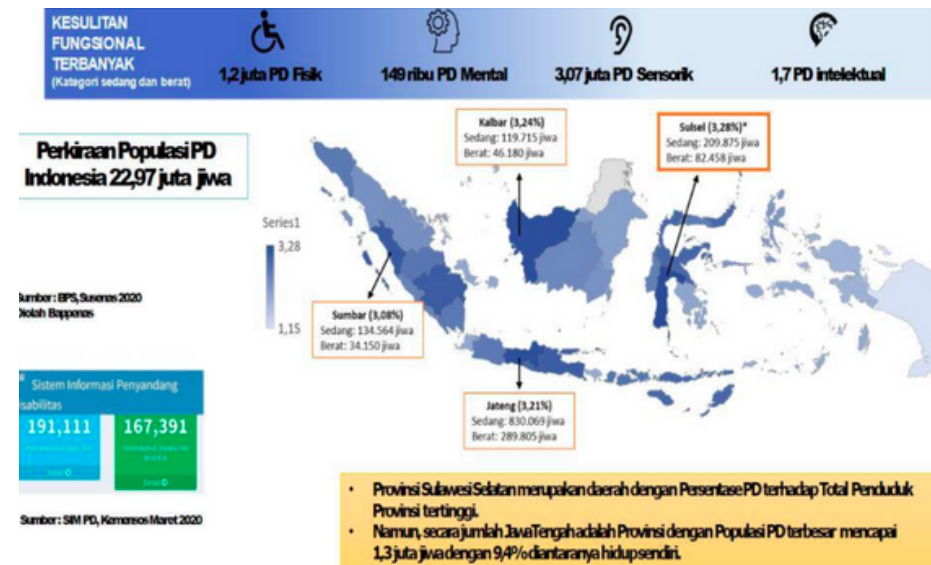 KESULITAN
FUNGSIONAL
TERBANYAK
(Kategori sedang dan berat)
1,2 juta PD Fisik
149 ribu PD Mental
3,07 juta PD Sensorik
1,7 PD intelektual
Perkiraan Populasi PD
Indonesia 22,97 juta jiwa
Kalbar (3,24%)
Sedang: 119.715 jiwa
Berat: 46.180 jiwa
Sulsel (3,28%)*
Sedang: 209.875 jiwa
Berat: 82.458 jiwa
Series1
3,28
1,15
Sumber : BPS, Susenas 2020
Diolah Bappenas
Sumbar (3,08%)
Sedang: 134.564 jiwa
Berat: 34.150 jiwa
Jateng (3,21%)
Sedang: 830.069 jiwa
Berat: 289.805 jiwa
Sistem Informasi Penyandang
sabilitas
191,111
167,391
Detail
Detail
Sumber : SIM PD, Kemensos Maret 2020
• Provinsi Sulawesi Selatan merupakan daerah dengan Persentase PD terhadap Total Penduduk
Provinsi tertinggi.
• Namun, secara jumlah Jawa Tengah adalah Provinsi dengan Populasi PD terbesar mencapai
1,3 juta jiwa dengan 9,4% diantaranya hidup sendiri.